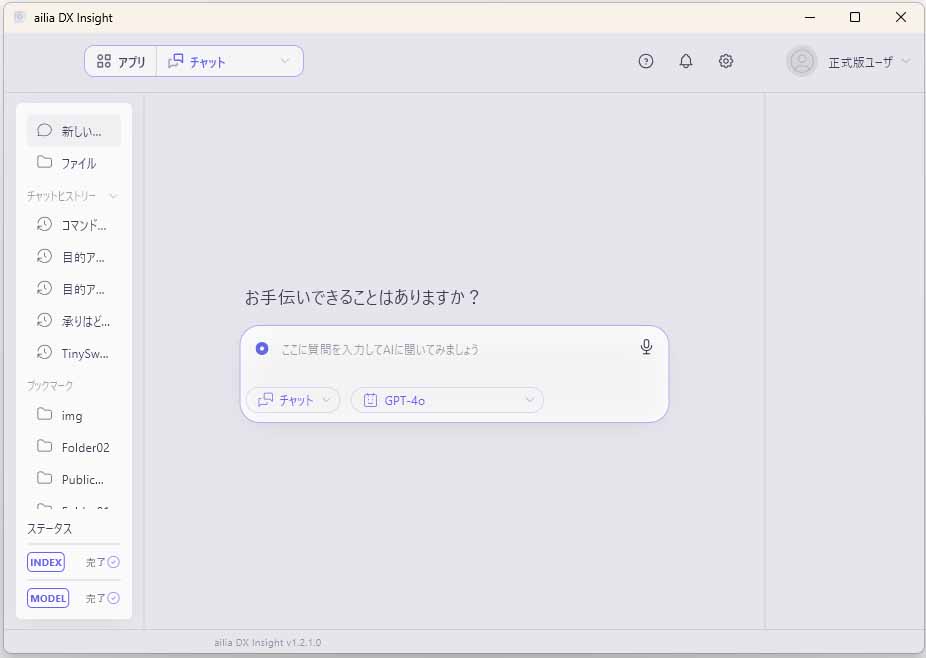 ailia DX Insight
アプリ
チャット
正式版ユーザ
新しい...
ファイル
チャットヒストリー
コマンド...
目的ア...
目的ア...
承りはど...
TinySw...
ブックマーク
img
Folder02
Public...
ステータス
INDEX 完了
MODEL 完了
お手伝いできることはありますか？
ここに質問を入力してAIに聞いてみましょう
チャット
GPT-4o
ailia DX Insight v1.2.1.0